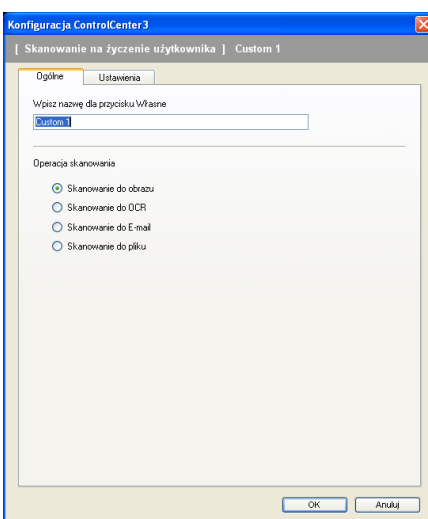 Konfiguracja ControlCenter3
[ Skanowanie na życzenie użytkownika ] Custom 1
Ogólne Ustawienia
Wpisz nazwę dla przycisku Własne
Custom 1
Operacja skanowania
Skanowanie do obrazu
Skanowanie do OCR
Skanowanie do E-mail
Skanowanie do pliku
OK Anuluj